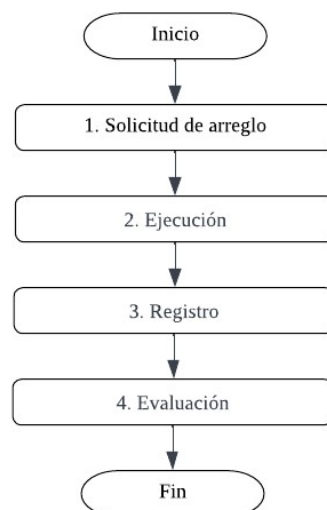 Inicio
1. Solicitud de arreglo
2. Ejecución
3. Registro
4. Evaluación
Fin